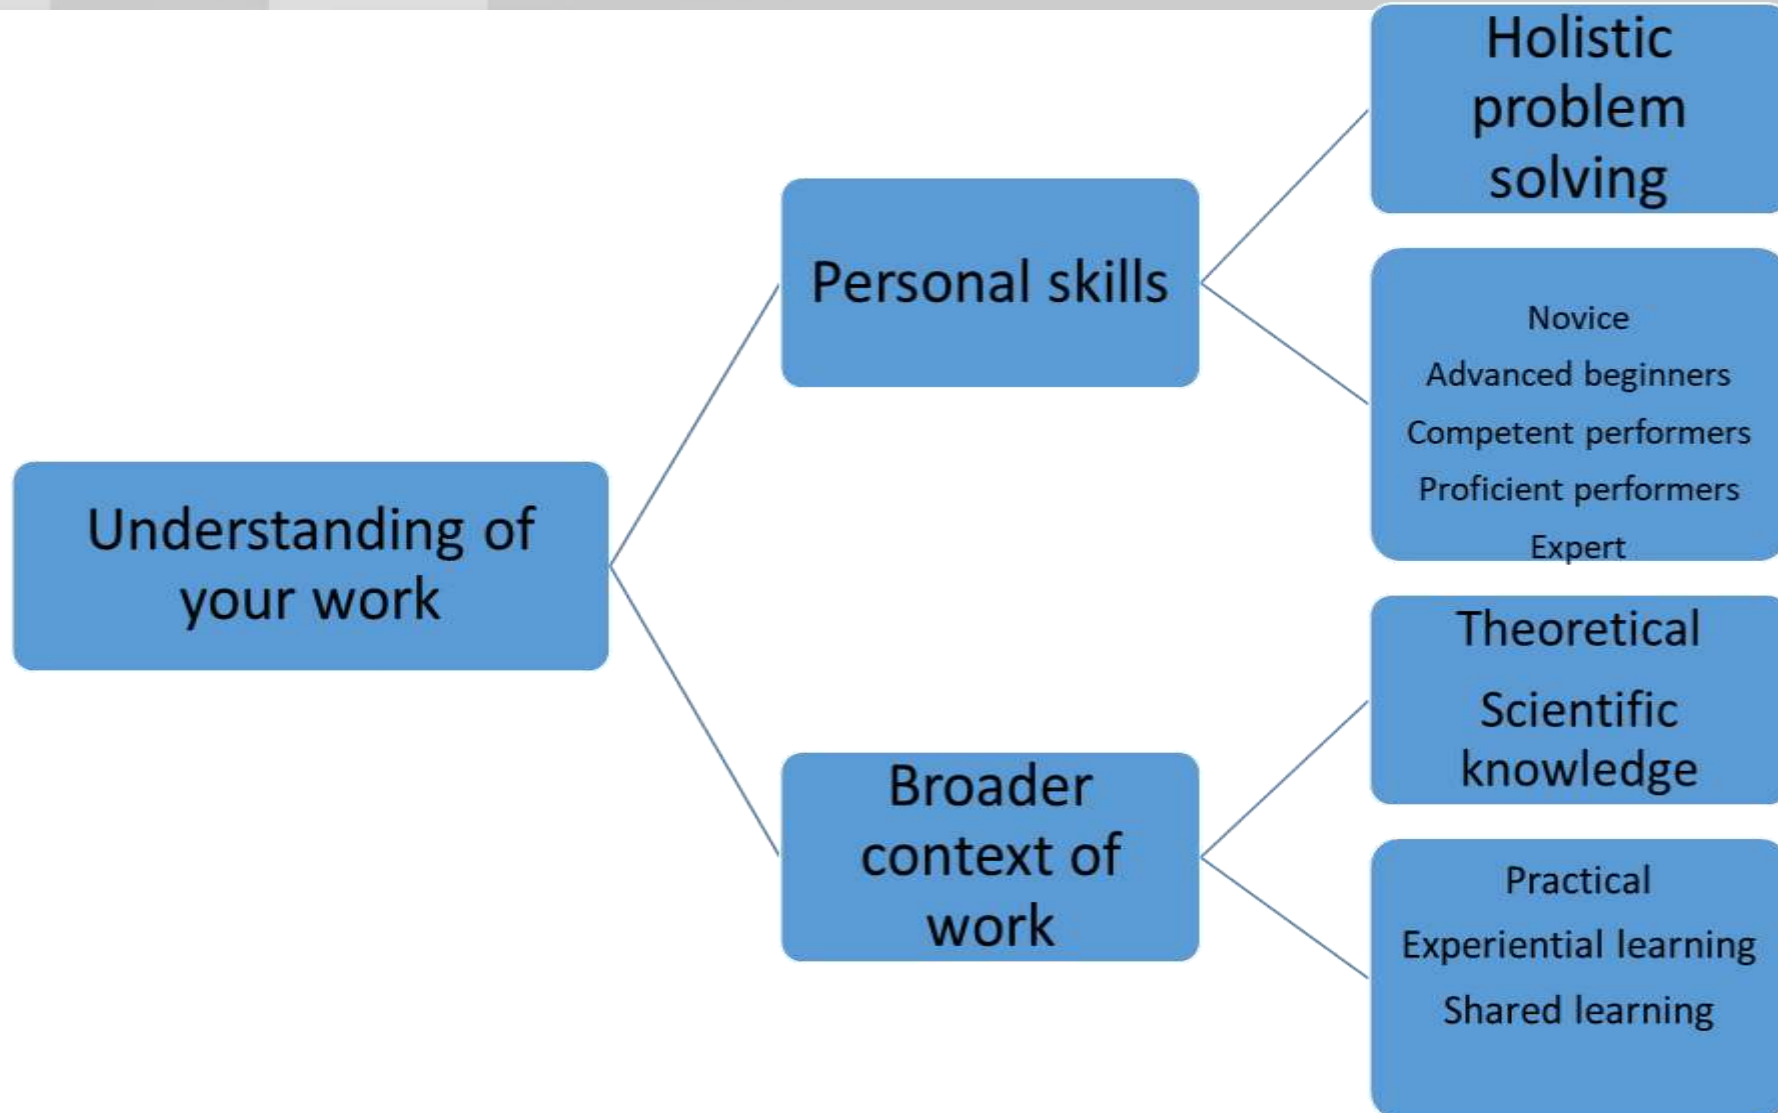 Understanding of
your work
Personal skills
Holistic
problem
solving
Novice
Advanced beginners
Competent performers
Proficient performers
Expert
Broader
context of
work
Theoretical
Scientific
knowledge
Practical
Experiential learning
Shared learning